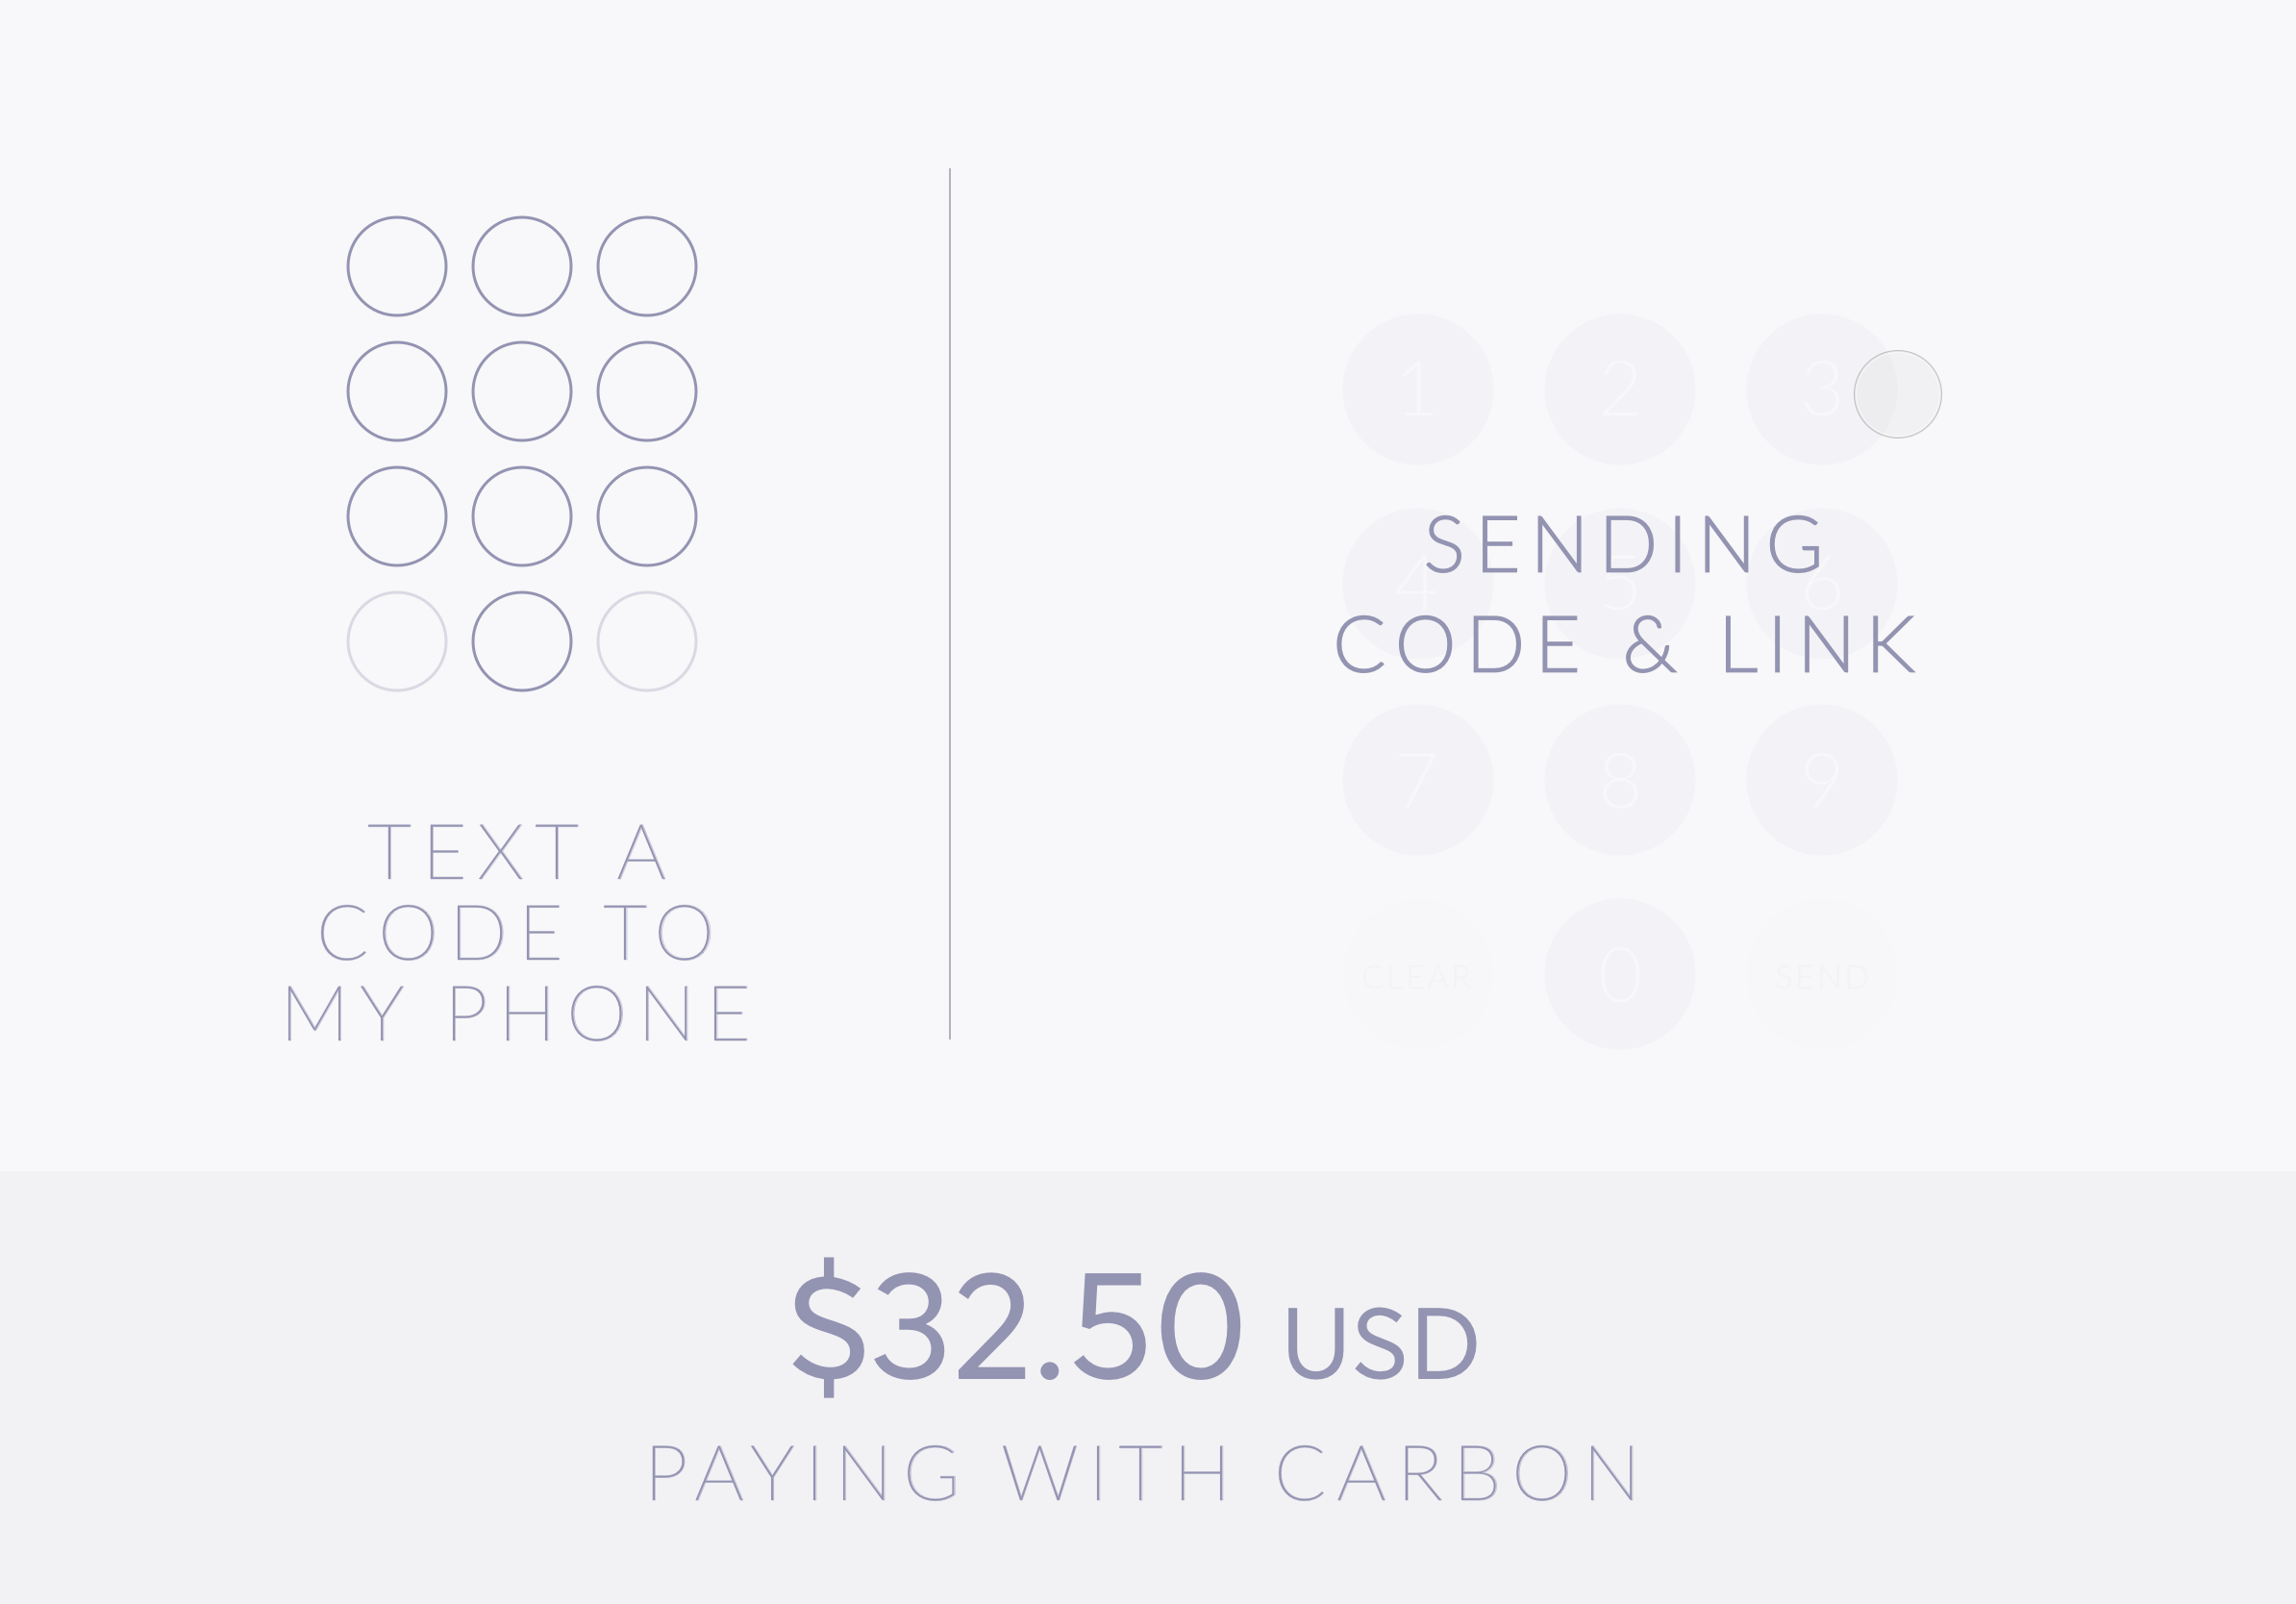 TEXT A
CODE TO
MY PHONE
1 2 3
SENDING
4 5 6
CODE & LINK
7 8 9
CLEAR 0 SEND
$32.50 USD
PAYING WITH CARBON